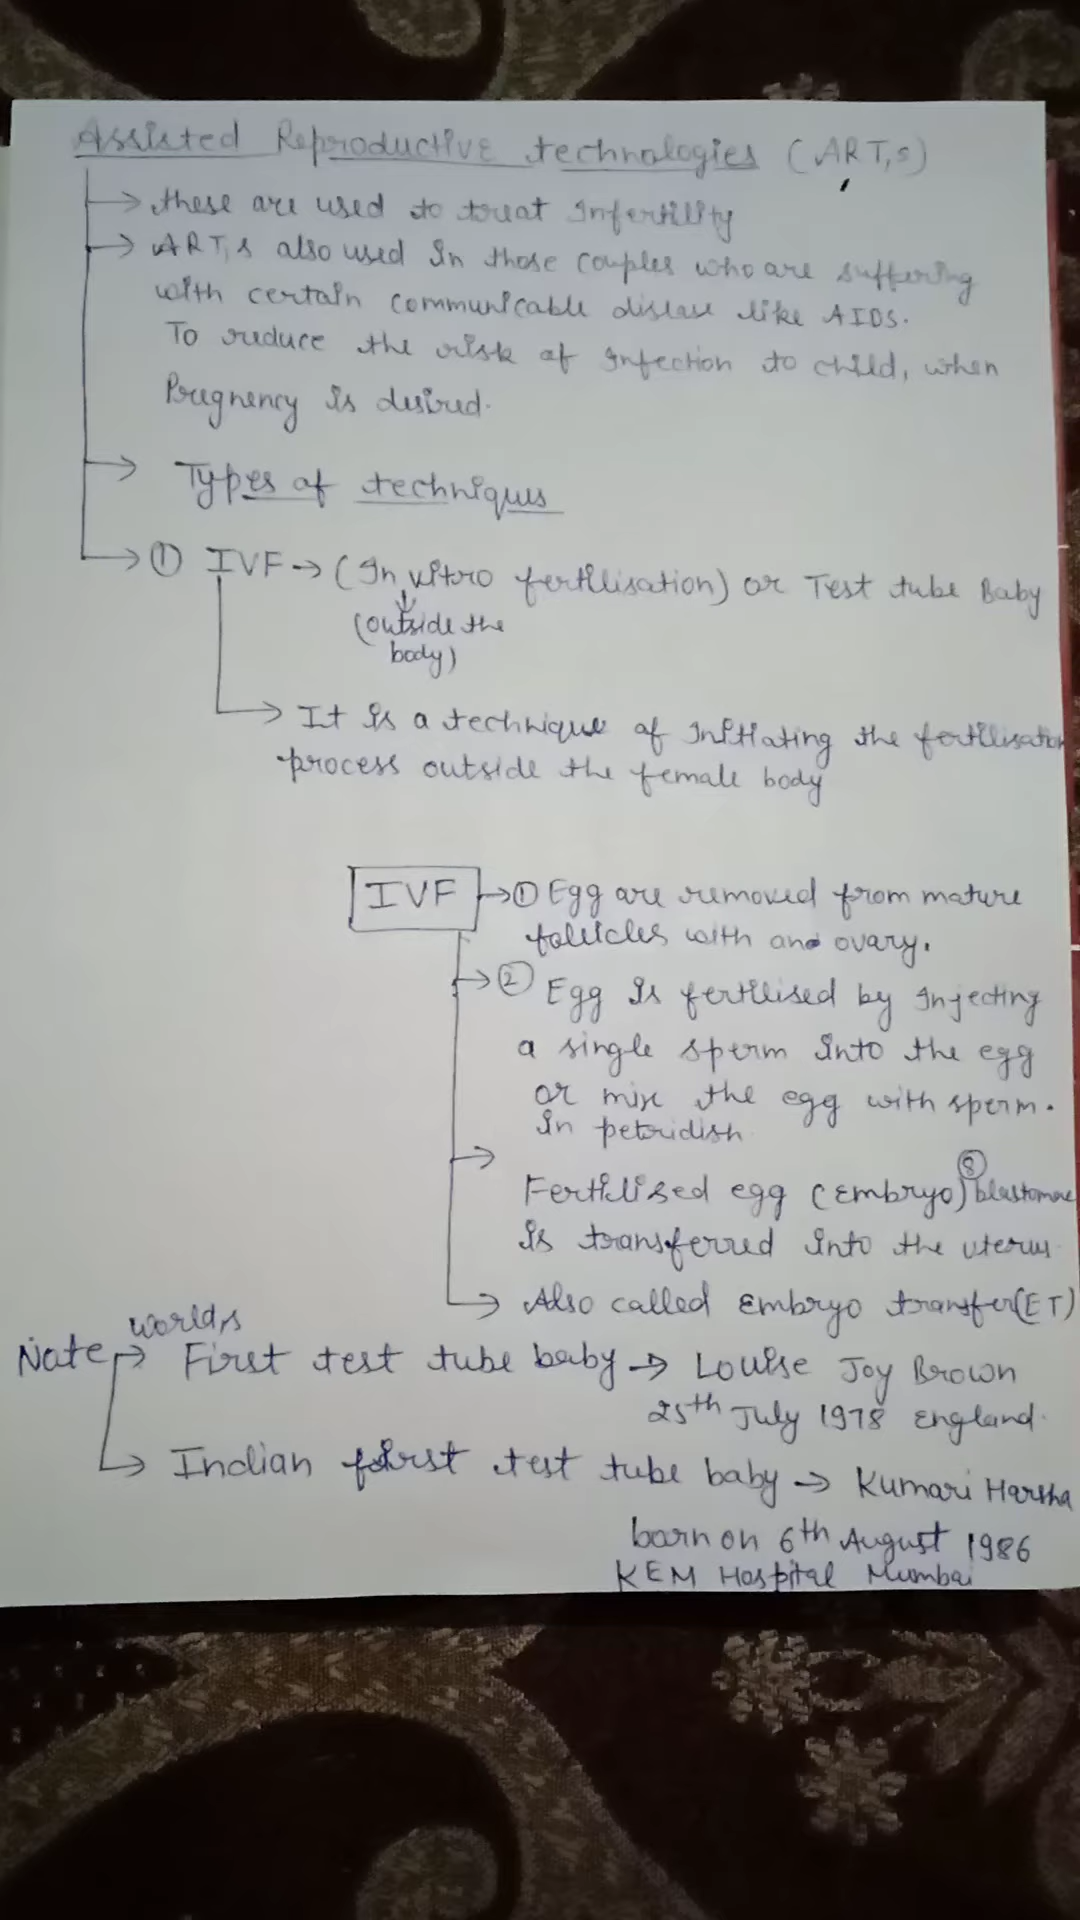 Assisted Reproductive technologies (ART,s)
→ these are used to treat Infertility
→ ART,s also used in those couples who are suffering
with certain communicable disease like AIDS.
To reduce the risk of infection to child, when
Pregnency is desired.
→ Types of techniques
→ ① IVF → (In vitro fertilisation) or Test tube Baby
(outside the
body)
→ It is a technique of initiating the fertilisation
process outside the female body
IVF → ① Egg are removed from mature
follicles with and ovary.
→ ② Egg is fertilised by injecting
a single sperm into the egg
or mix the egg with sperm.
in petridish
→
Fertilised egg (Embryo) ⑧ blastomere
is transferred into the uterus
→ Also called Embryo transfer (ET)
world,s
Note → First test tube baby → Louise Joy Brown
25th July 1978 England.
→ Indian first test tube baby → Kumari Harsha
born on 6th August 1986
KEM Hospital Mumbai